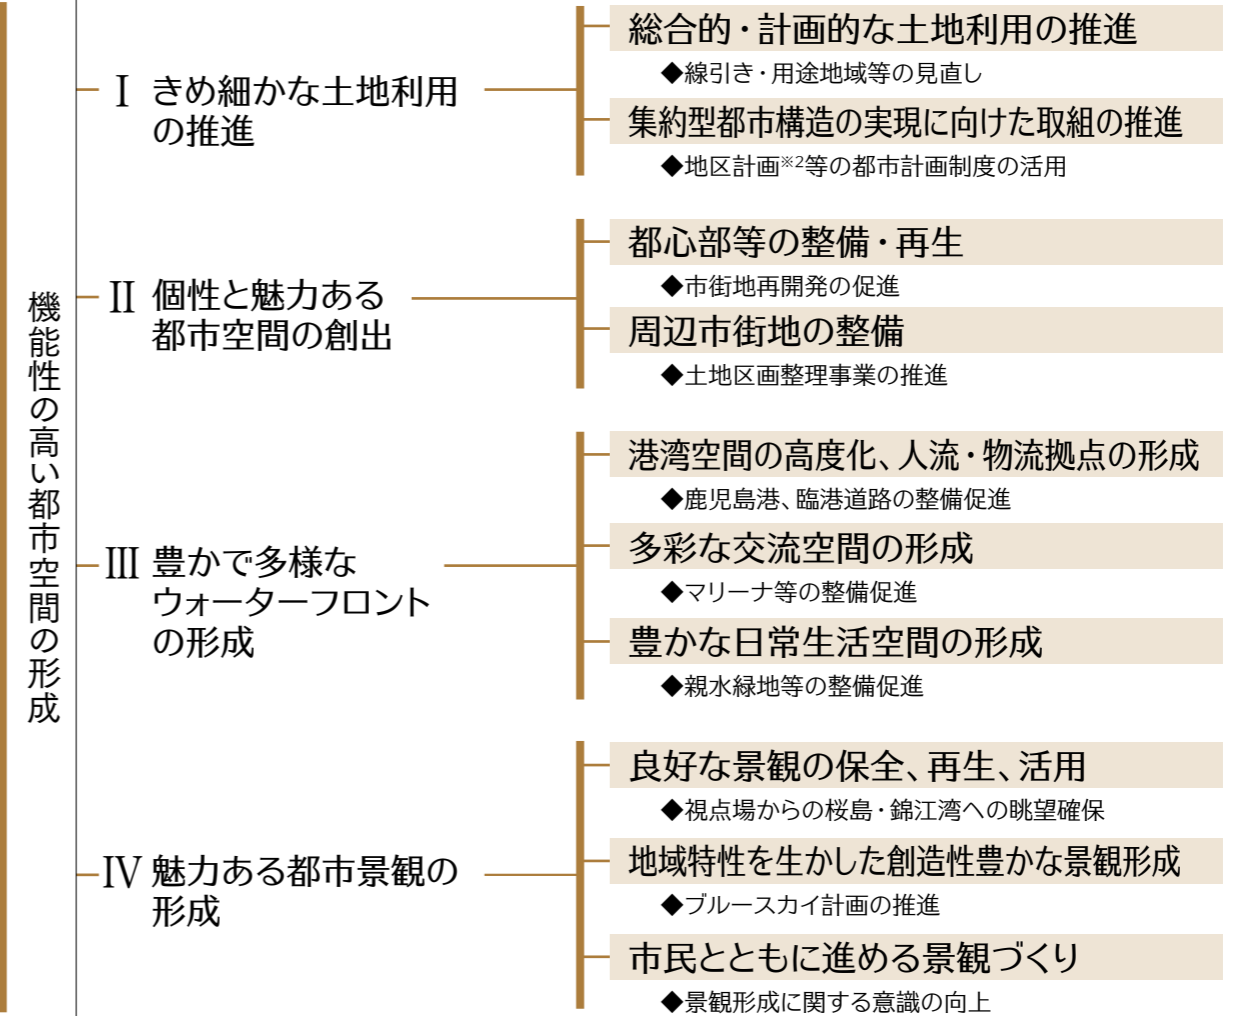 機能性の高い都市空間の形成
Ⅰ きめ細かな土地利用
の推進
総合的・計画的な土地利用の推進
◆線引き・用途地域等の見直し
集約型都市構造の実現に向けた取組の推進
◆地区計画※2等の都市計画制度の活用
Ⅱ 個性と魅力ある
都市空間の創出
都心部等の整備・再生
◆市街地再開発の促進
周辺市街地の整備
◆土地区画整理事業の推進
Ⅲ 豊かで多様な
ウォーターフロント
の形成
港湾空間の高度化、人流・物流拠点の形成
◆鹿児島港、臨港道路の整備促進
多彩な交流空間の形成
◆マリーナ等の整備促進
豊かな日常生活空間の形成
◆親水緑地等の整備促進
Ⅳ 魅力ある都市景観の
形成
良好な景観の保全、再生、活用
◆視点場からの桜島・錦江湾への眺望確保
地域特性を生かした創造性豊かな景観形成
◆ブルースカイ計画の推進
市民とともに進める景観づくり
◆景観形成に関する意識の向上